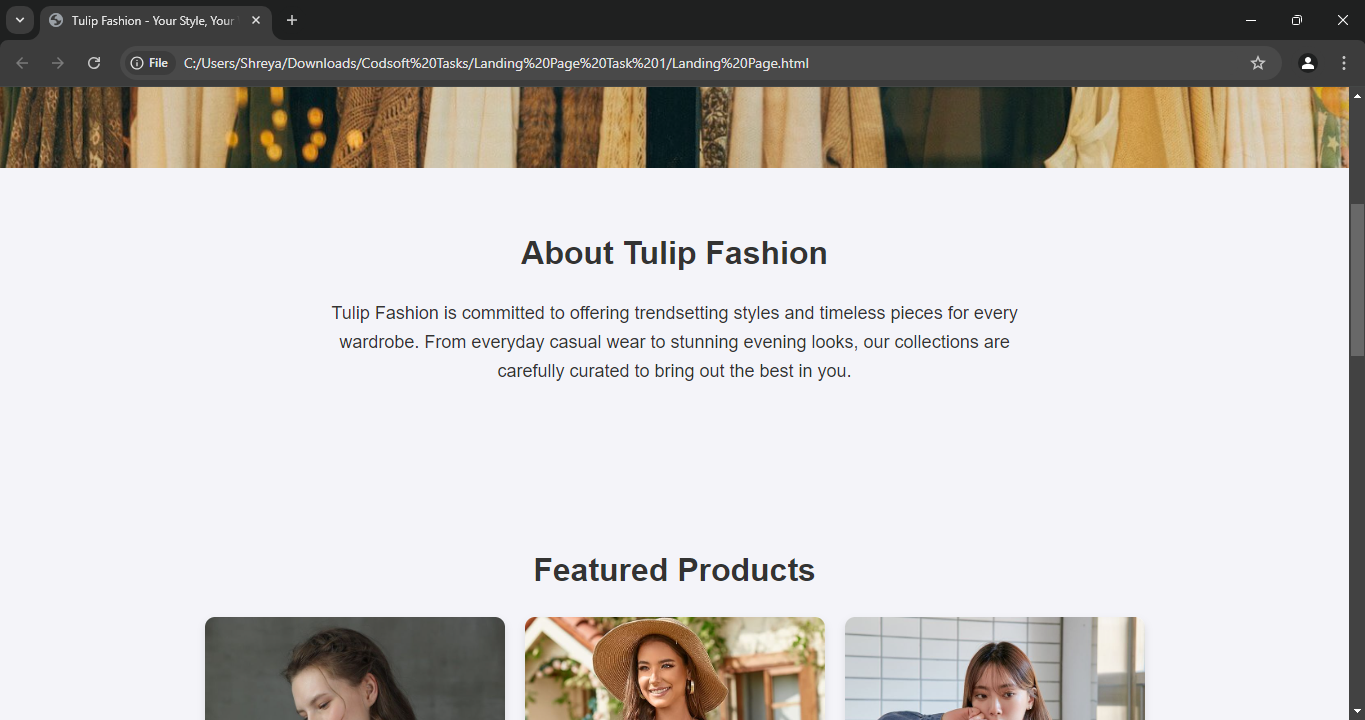 Tulip Fashion - Your Style, Your
File
C:/Users/Shreya/Downloads/Codsoft%20Tasks/Landing%20Page%20Task%201/Landing%20Page.html
About Tulip Fashion
Tulip Fashion is committed to offering trendsetting styles and timeless pieces for every
wardrobe. From everyday casual wear to stunning evening looks, our collections are
carefully curated to bring out the best in you.
Featured Products